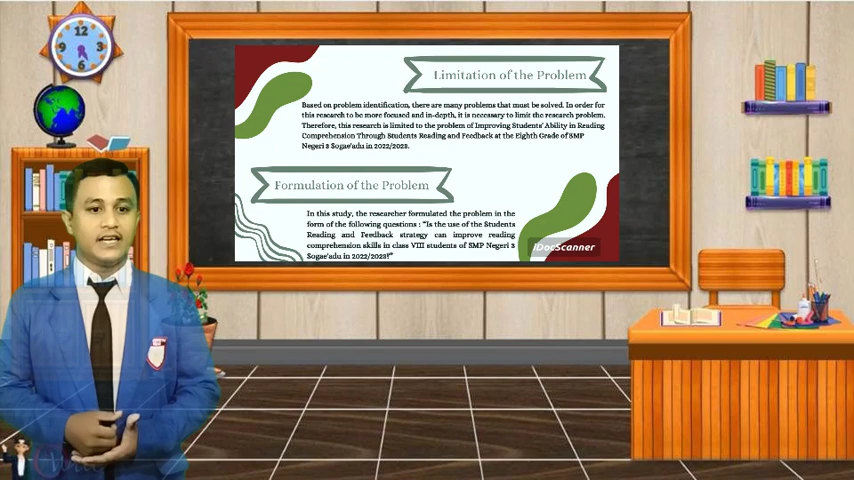 12
9
3
6
Limitation of the Problem
Based on problem identification, there are many problems that must be solved. In order for
this research to be more focused and in-depth, it is necessary to limit the research problem.
Therefore, this research is limited to the problem of Improving Students' Ability in Reading
Comprehension Through Students Reading and Feedback at the Eighth Grade of SMP
Negeri 3 Sogae'adu in 2022/2023.
Formulation of the Problem
In this study, the researcher formulated the problem in the
form of the following questions : "Is the use of the Students
Reading and Feedback strategy can improve reading
comprehension skills in class VIII students of SMP Negeri 3
Sogae'adu in 2022/2023?"
iDocScanner